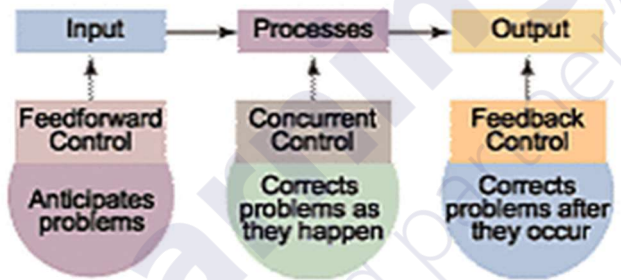 Input
Processes
Output
Feedforward
Control
Concurrent
Control
Feedback
Control
Anticipates
problems
Corrects
problems as
they happen
Corrects
problems after
they occur